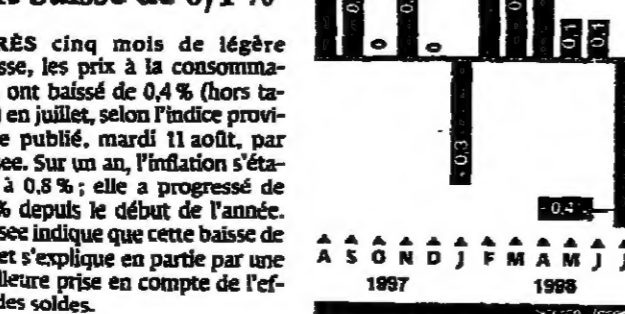 RÈS cinq mois de légère
sse, les prix à la consomma-
ont baissé de 0,4 % (hors ta-
) en juillet, selon l'indice provi-
e publié, mardi 11 août, par
see. Sur un an, l'inflation s'éta-
à 0,8 % ; elle a progressé de
% depuis le début de l'année.
see indique que cette baisse de
et s'explique en partie par une
lleure prise en compte de l'ef-
des soldes.
0
0
0,1
0,1
- 0,3
- 0,4
A S O N D J F M A M J J
1997 1998